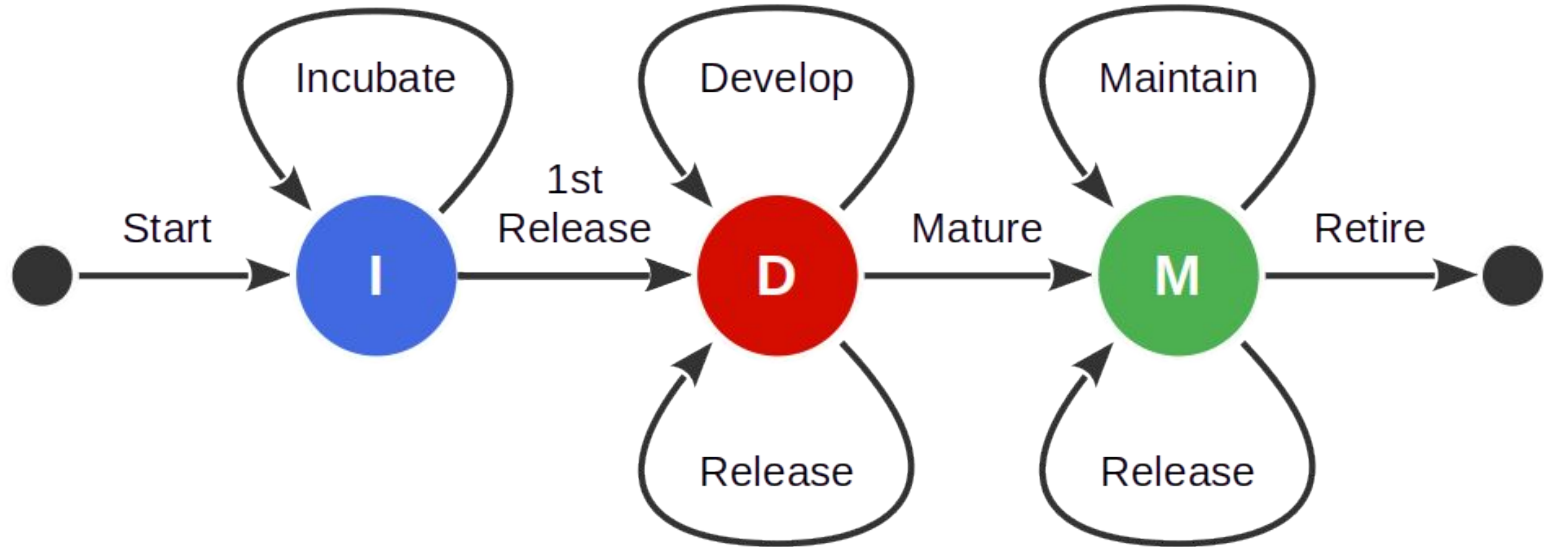 Incubate
Develop
Maintain
1st
Start
Release
Mature
Retire
I
D
M
Release
Release